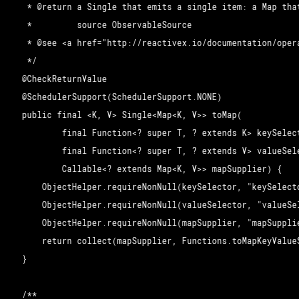 * @return a Single that emits a single item: a Map that
*         source ObservableSource
* @see <a href="http://reactivex.io/documentation/opera
*/
@CheckReturnValue
@SchedulerSupport(SchedulerSupport.NONE)
public final <K, V> Single<Map<K, V>> toMap(
final Function<? super T, ? extends K> keySelect
final Function<? super T, ? extends V> valueSele
Callable<? extends Map<K, V>> mapSupplier) {
ObjectHelper.requireNonNull(keySelector, "keySelecto
ObjectHelper.requireNonNull(valueSelector, "valueSel
ObjectHelper.requireNonNull(mapSupplier, "mapSupplie
return collect(mapSupplier, Functions.toMapKeyValueS
}
/**